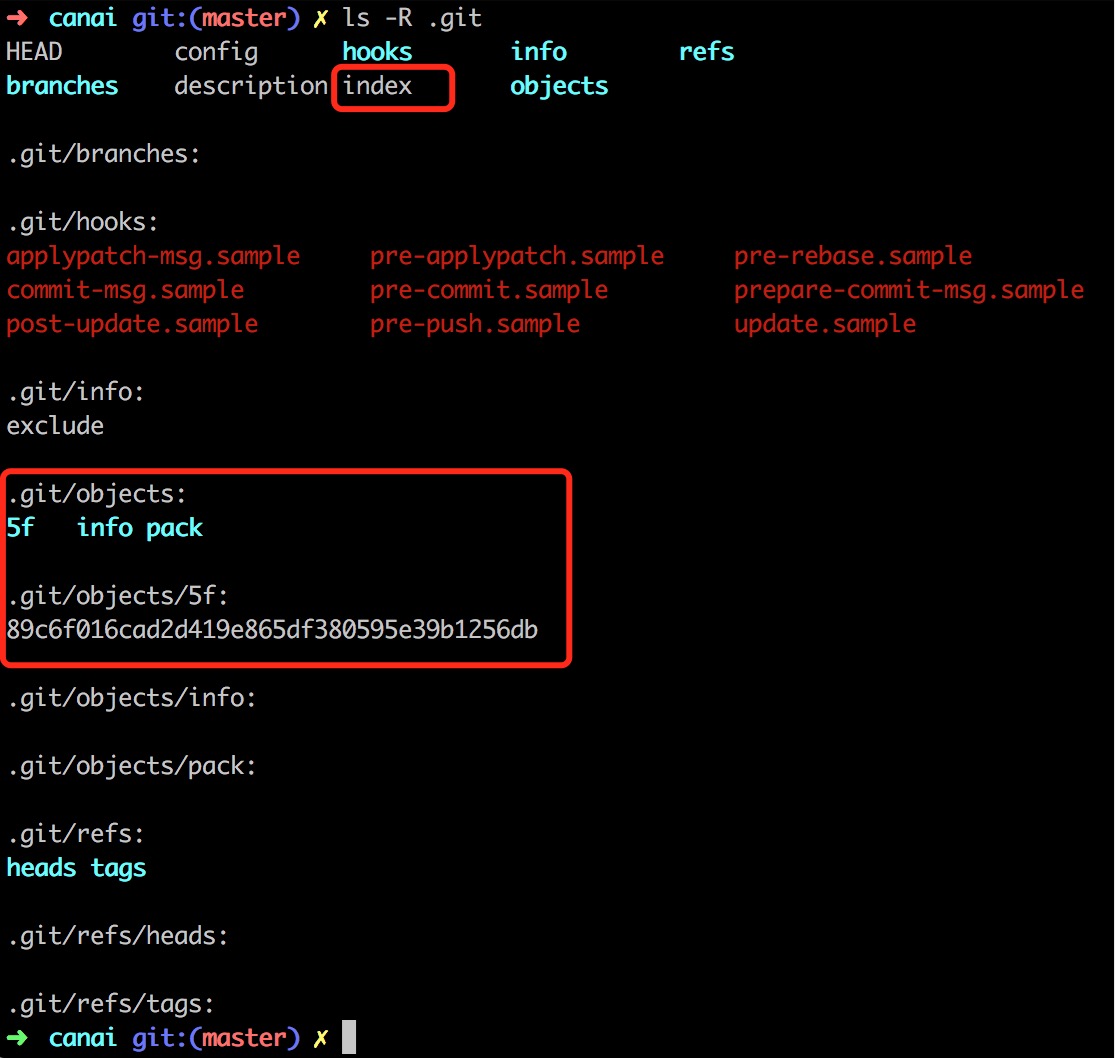 ➜ canai git:(master) ✗ ls -R .git
HEAD config hooks info refs
branches description index objects
.git/branches:
.git/hooks:
applypatch-msg.sample pre-applypatch.sample pre-rebase.sample
commit-msg.sample pre-commit.sample prepare-commit-msg.sample
post-update.sample pre-push.sample update.sample
.git/info:
exclude
.git/objects:
5f info pack
.git/objects/5f:
89c6f016cad2d419e865df380595e39b1256db
.git/objects/info:
.git/objects/pack:
.git/refs:
heads tags
.git/refs/heads:
.git/refs/tags:
➜ canai git:(master) ✗